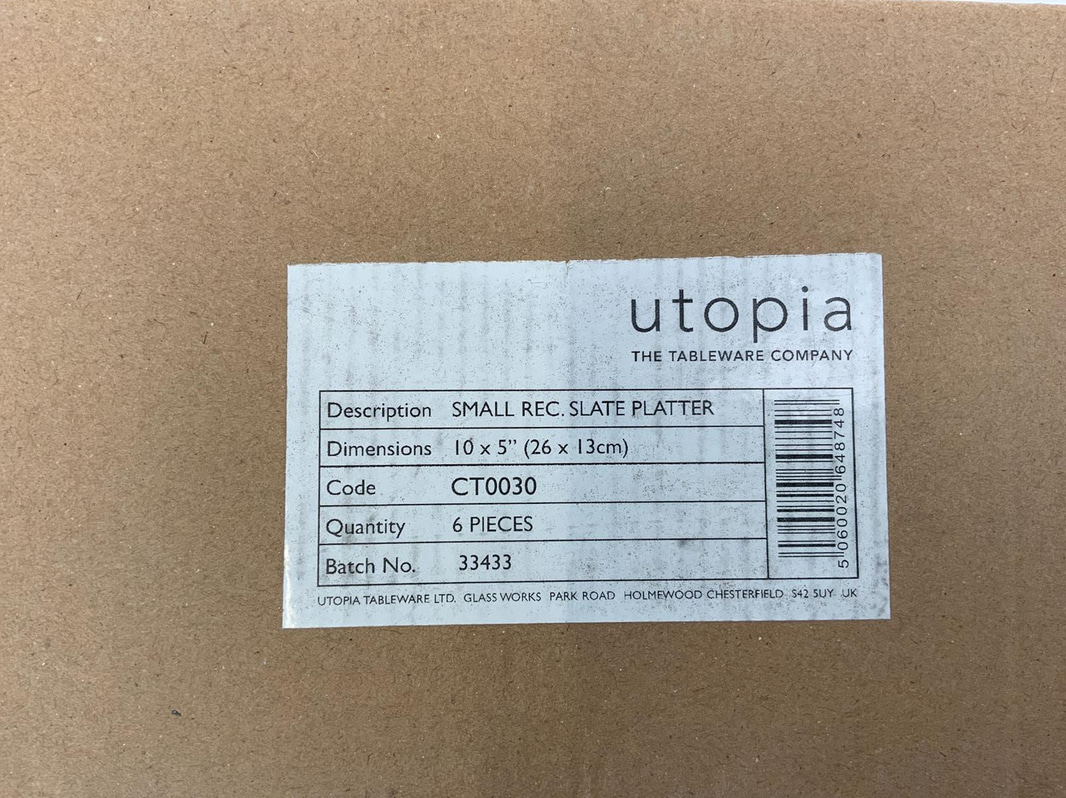 utopia
THE TABLEWARE COMPANY
Description SMALL REC. SLATE PLATTER
Dimensions 10 x 5” (26 x 13cm)
Code CT0030
Quantity 6 PIECES
Batch No. 33433
5 060020 648748
UTOPIA TABLEWARE LTD. GLASS WORKS PARK ROAD HOLMEWOOD CHESTERFIELD S42 5UY UK